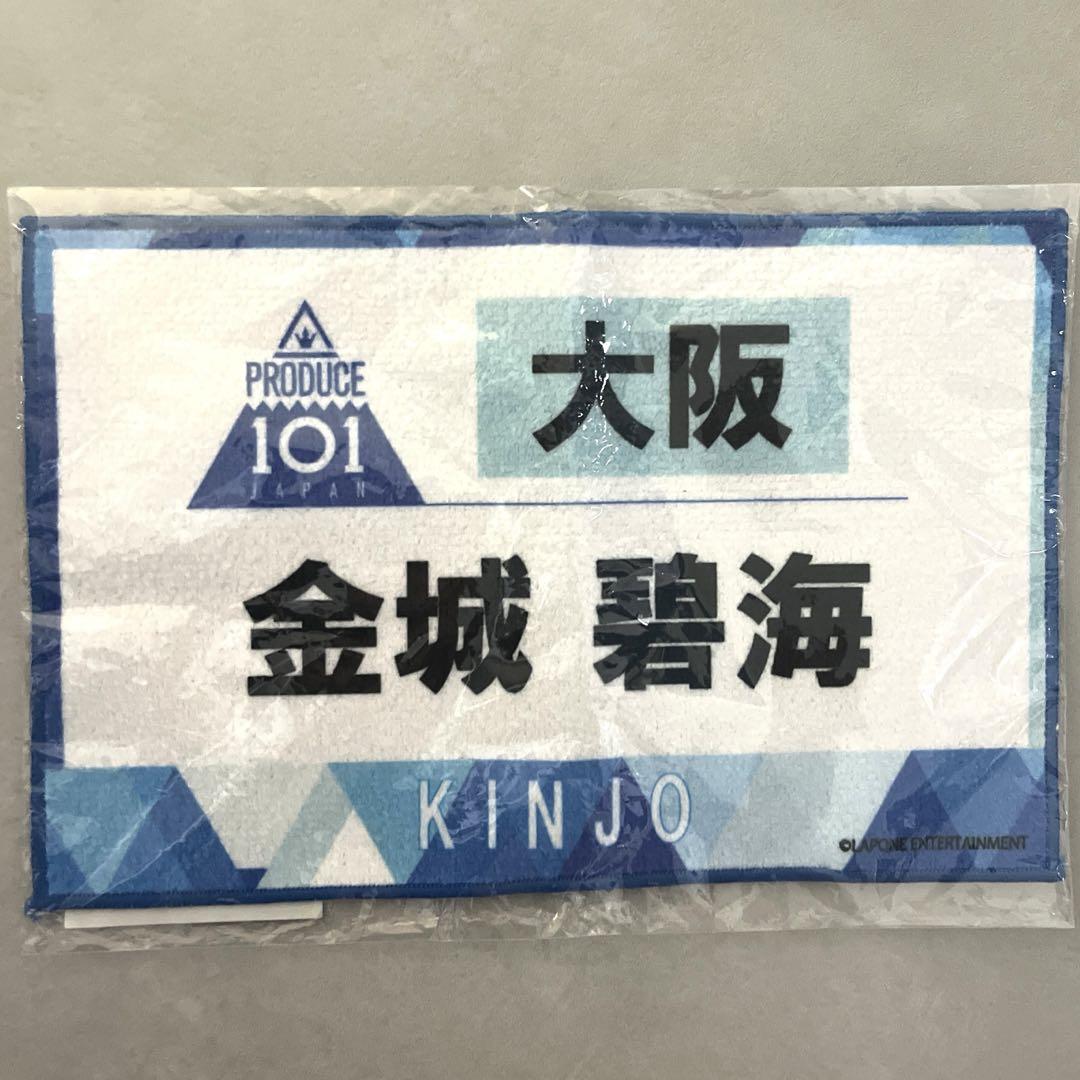 PRODUCE
101
JAPAN
大阪
金城 碧海
KINJO
©LAPONE ENTERTAINMENT